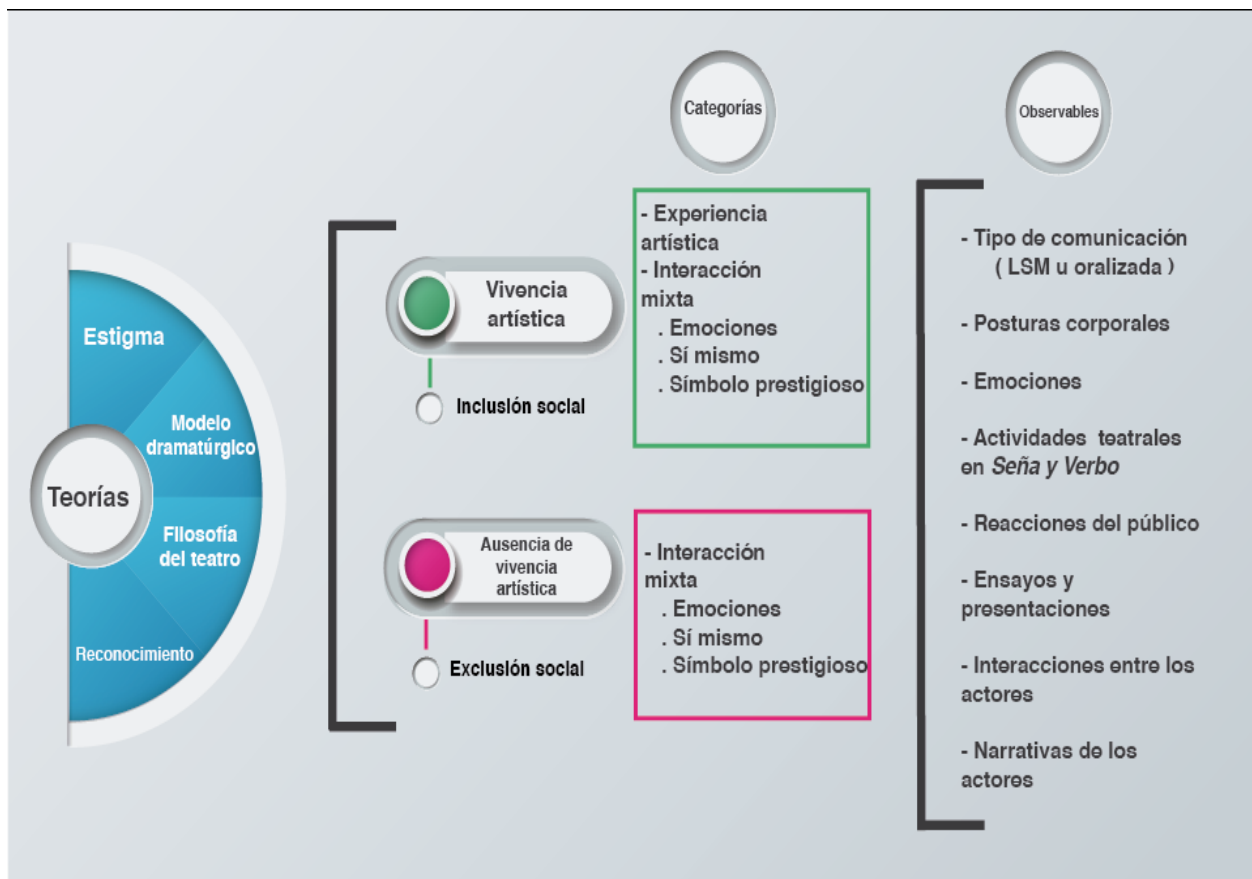 Teorías
Estigma
Modelo
dramatúrgico
FIlosofía
del teatro
Reconocimiento
Vivencia
artística
Inclusión social
Ausencia de
vivencia
artística
Exclusión social
Categorías
- Experiencia
artística
- Interacción
mixta
. Emociones
. Sí mismo
. Símbolo prestigioso
- Interacción
mixta
. Emociones
. Sí mismo
. Símbolo prestigioso
Observables
- Tipo de comunicación
( LSM u oralizada )
- Posturas corporales
- Emociones
- Actividades teatrales
en Seña y Verbo
- Reacciones del público
- Ensayos y
presentaciones
- Interacciones entre los
actores
- Narrativas de los
actores